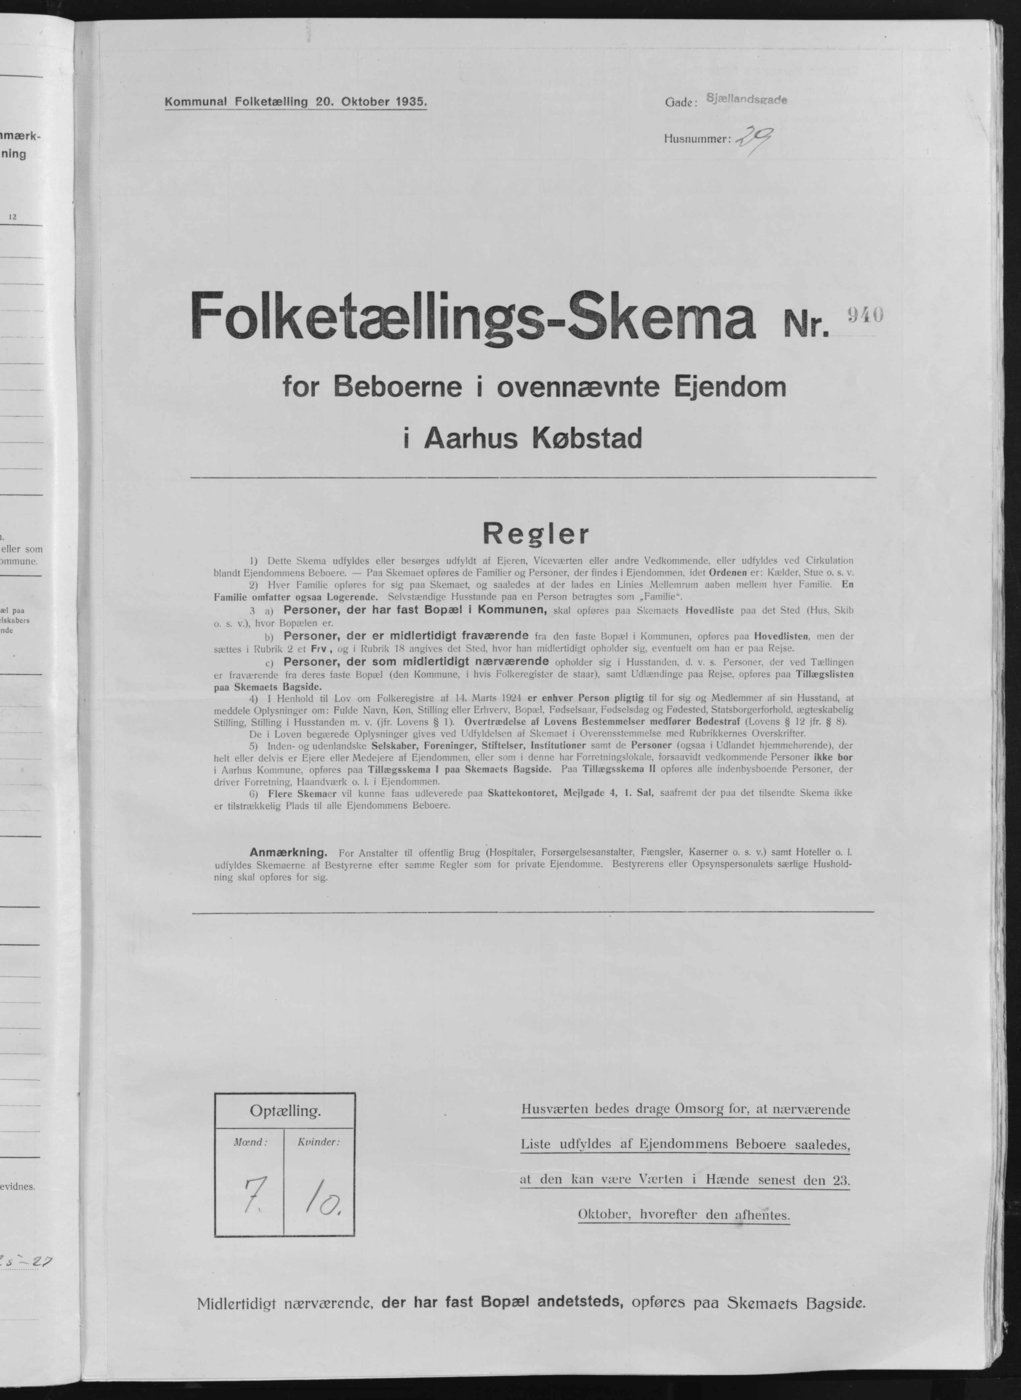 Kommunal Folketælling 20. Oktober 1935.
Gade: Sjællandsgade
Husnummer: 29
Folketællings-Skema Nr. 940
for Beboerne i ovennævnte Ejendom
i Aarhus Købstad
Regler
1) Dette Skema udfyldes eller besørges udfyldt af Ejeren, Viceværten eller andre Vedkommende, eller udfyldes ved Cirkulation
blandt Ejendommens Beboere. — Paa Skemaet opføres de Familier og Personer, der findes i Ejendommen, idet Ordenen er: Kælder, Stue o. s. v.
2) Hver Familie opføres for sig paa Skemaet, og saaledes at der lades en Linies Mellemrum aaben mellem hver Familie. En
Familie omfatter ogsaa Logerende. Selvstændige Husstande paa en Person betragtes som „Familie“.
3 a) Personer, der har fast Bopæl i Kommunen, skal opføres paa Skemaets Hovedliste paa det Sted (Hus, Skib
o. s. v.), hvor Bopælen er.
b) Personer, der er midlertidigt fraværende fra den faste Bopæl i Kommunen, opføres paa Hovedlisten, men der
sættes i Rubrik 2 et Frv, og i Rubrik 18 angives det Sted, hvor han midlertidigt opholder sig, eventuelt om han er paa Rejse.
c) Personer, der som midlertidigt nærværende opholder sig i Husstanden, d. v. s. Personer, der ved Tællingen
er fraværende fra deres faste Bopæl (den Kommune, i hvis Folkeregister de staar), samt Udlændinge paa Rejse, opføres paa Tillægslisten
paa Skemaets Bagside.
4) I Henhold til Lov om Folkeregistre af 14. Marts 1924 er enhver Person pligtig til for sig og Medlemmer af sin Husstand, at
meddele Oplysninger om: Fulde Navn, Køn, Stilling eller Erhverv, Bopæl, Fødselsaar, Fødselsdag og Fødested, Statsborgerforhold, ægteskabelig
Stilling, Stilling i Husstanden m. v. (jfr. Lovens § 1). Overtrædelse af Lovens Bestemmelser medfører Bødestraf (Lovens § 12 jfr. § 8).
De i Loven begærede Oplysninger gives ved Udfyldelsen af Skemaet i Overensstemmelse med Rubrikkernes Overskrifter.
5) Inden- og udenlandske Selskaber, Foreninger, Stiftelser, Institutioner samt de Personer (ogsaa i Udlandet hjemmehørende), der
helt eller delvis er Ejere eller Medejere af Ejendommen, eller som i denne har Forretningslokale, forsaavidt vedkommende Personer ikke bor
i Aarhus Kommune, opføres paa Tillægsskema I paa Skemaets Bagside. Paa Tillægsskema II opføres alle indenbysboende Personer, der
driver Forretning, Haandværk o. l. i Ejendommen.
6) Flere Skemaer vil kunne faas udleverede paa Skattekontoret, Mejlgade 4, 1. Sal, saafremt der paa det tilsendte Skema ikke
er tilstrækkelig Plads til alle Ejendommens Beboere.
Anmærkning. For Anstalter til offentlig Brug (Hospitaler, Forsørgelsesanstalter, Fængsler, Kaserner o. s. v.) samt Hoteller o. l.
udfyldes Skemaerne af Bestyrerne efter samme Regler som for private Ejendomme. Bestyrerens eller Opsynspersonalets særlige Hushold-
ning skal opføres for sig.
Optælling.
Mænd: Kvinder:
7. 10.
Husværten bedes drage Omsorg for, at nærværende
Liste udfyldes af Ejendommens Beboere saaledes,
at den kan være Værten i Hænde senest den 23.
Oktober, hvorefter den afhentes.
Midlertidigt nærværende, der har fast Bopæl andetsteds, opføres paa Skemaets Bagside.